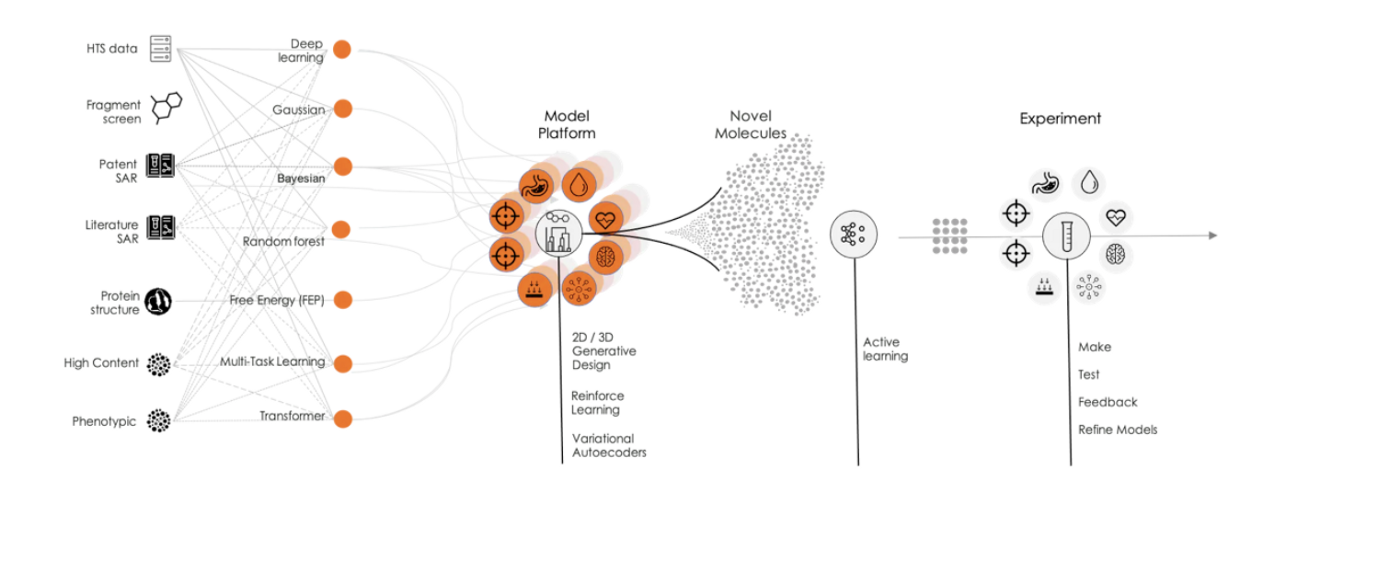 HTS data
Fragment
screen
Patent
SAR
Literature
SAR
Protein
structure
High Content
Phenotypic
Deep
learning
Gaussian
Bayesian
Random forest
Free Energy (FEP)
Multi-Task Learning
Transformer
Model
Platform
2D / 3D
Generative
Design
Reinforce
Learning
Variational
Autoecoders
Novel
Molecules
Active
learning
Experiment
Make
Test
Feedback
Refine Models